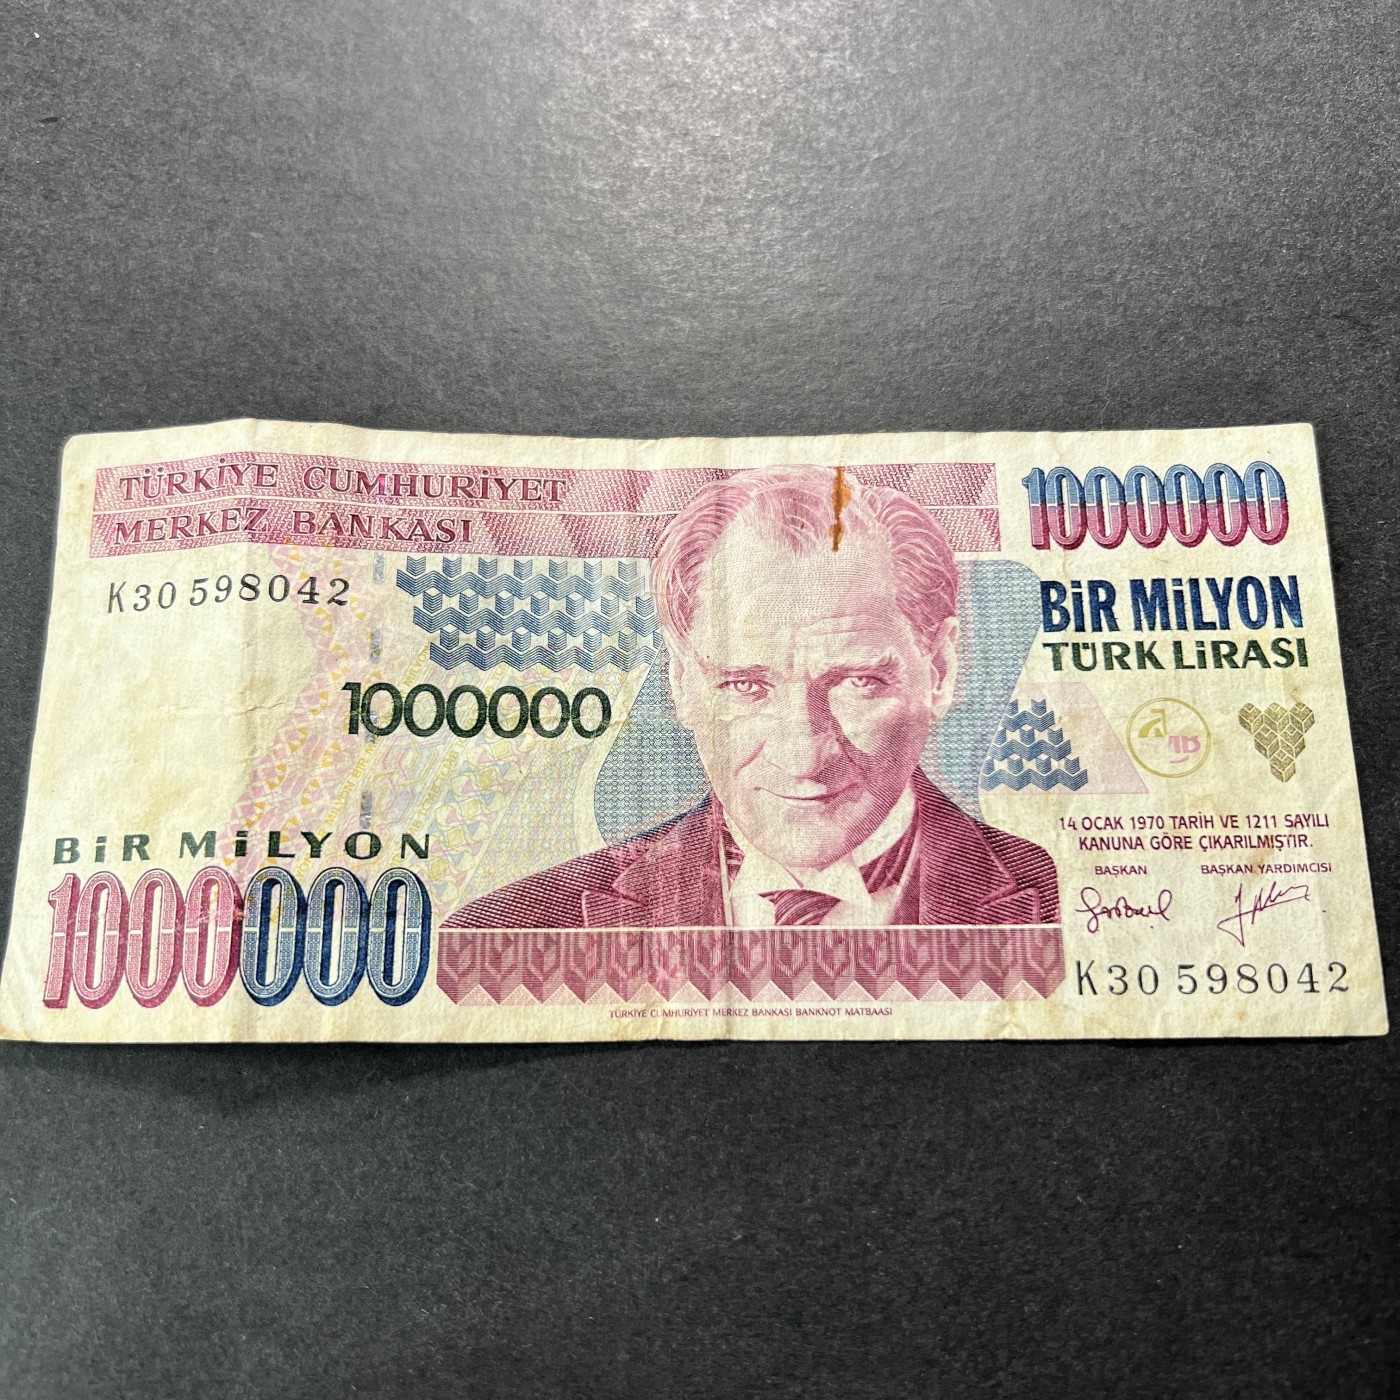 TÜRKİYE CUMHURİYET
MERKEZ BANKASI
K30 598042
1000000
BİR MİLYON
1000000
1000000
BİR MİLYON
TÜRK LİRASI
14 OCAK 1970 TARİH VE 1211 SAYILI
KANUNA GÖRE ÇIKARILMIŞTIR.
BAŞKAN BAŞKAN YARDIMCISI
K30 598042
TÜRKİYE CUMHURİYET MERKEZ BANKASI BANKNOT MATBAASI